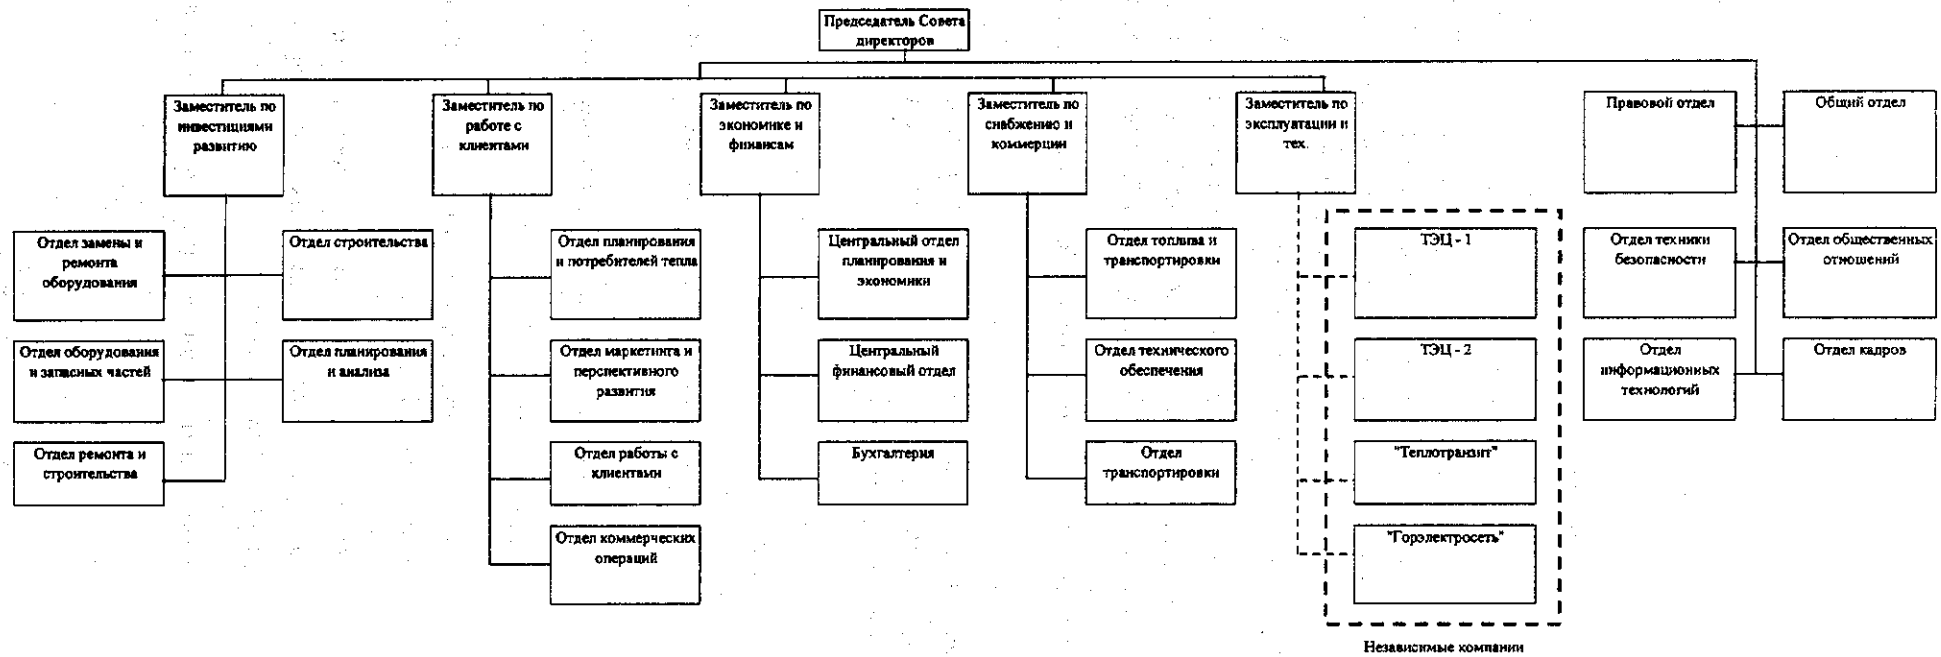 Председатель Совета
директоров
Заместитель по
инвестициями
развитию
Заместитель по
работе с
клиентами
Заместитель по
экономике и
финансам
Заместитель по
снабжению и
коммерции
Заместитель по
эксплуатации и
тех.
Правовой отдел
Общий отдел
Отдел замены и
ремонта
оборудования
Отдел строительства
Отдел планирования
и потребителей тепла
Центральный отдел
планирования и
экономики
Отдел топлива и
транспортировки
ТЭЦ - 1
Отдел техники
безопасности
Отдел общественных
отношений
Отдел оборудования
и запасных частей
Отдел планирования
и анализа
Отдел маркетинга и
перспективного
развития
Центральный
финансовый отдел
Отдел технического
обеспечения
ТЭЦ - 2
Отдел
информационных
технологий
Отдел кадров
Отдел ремонта и
строительства
Отдел работы с
клиентами
Бухгалтерия
Отдел
транспортировки
"Теплотранзит"
Отдел коммерческих
операций
"Горэлектросеть"
Независимые компании